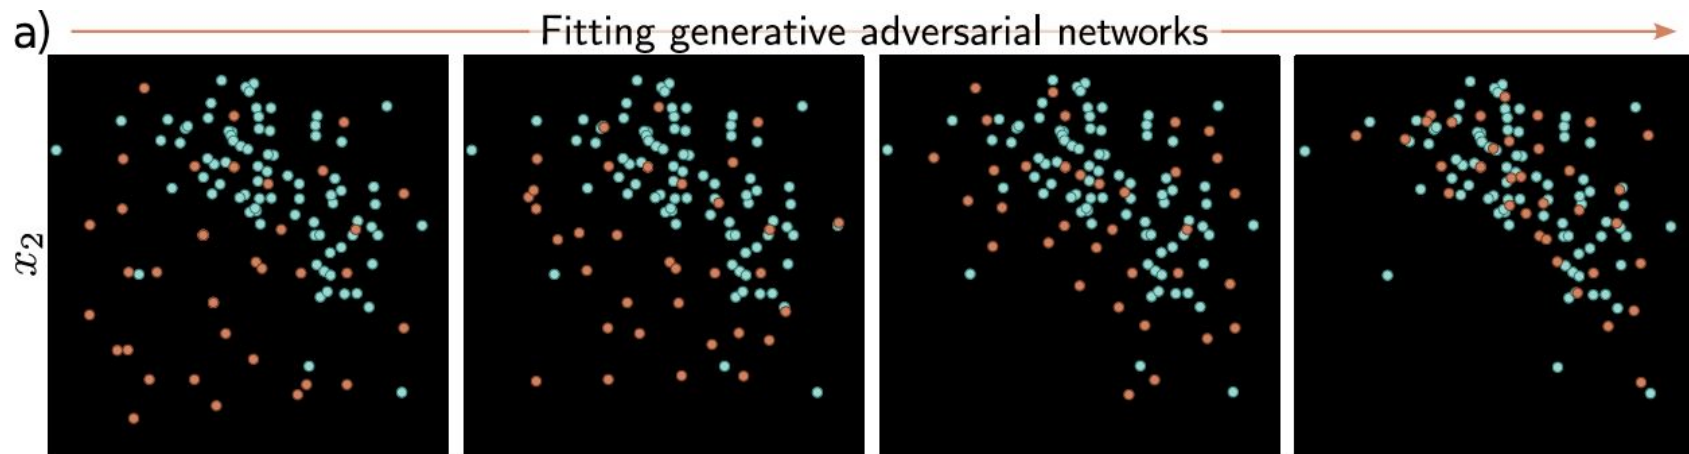 a) Fitting generative adversarial networks
x₂